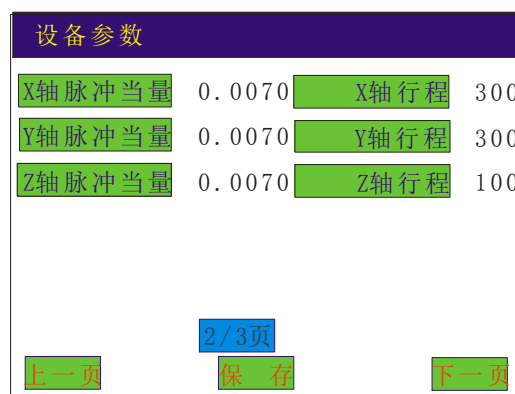 设备参数
X轴脉冲当量 0.0070 X轴行程 300
Y轴脉冲当量 0.0070 Y轴行程 300
Z轴脉冲当量 0.0070 Z轴行程 100
2/3页
上一页 保 存 下一页